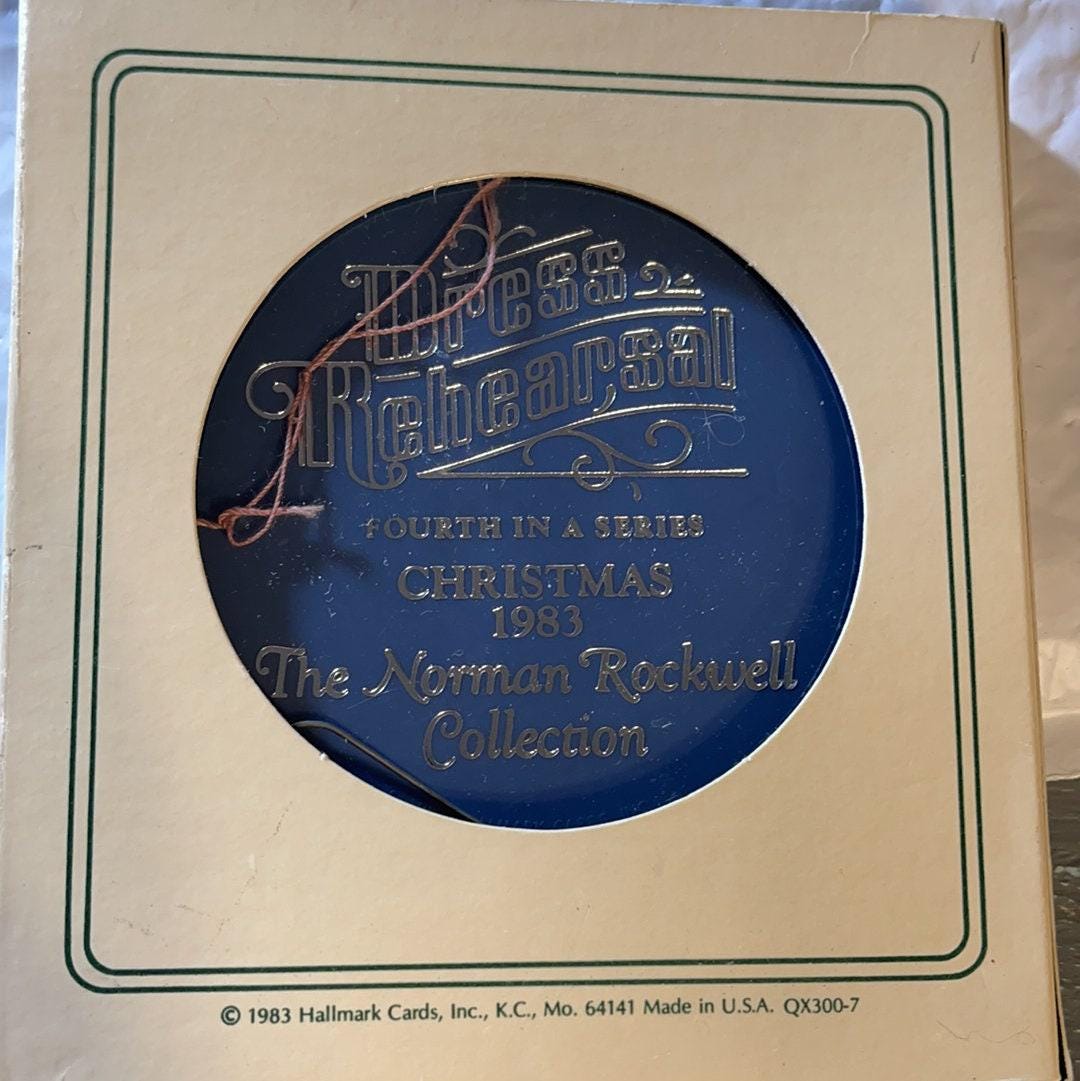 Dress
Rehearsal
FOURTH IN A SERIES
CHRISTMAS
1983
The Norman Rockwell
Collection
© 1983 Hallmark Cards, Inc., K.C., Mo. 64141 Made in U.S.A. QX300-7